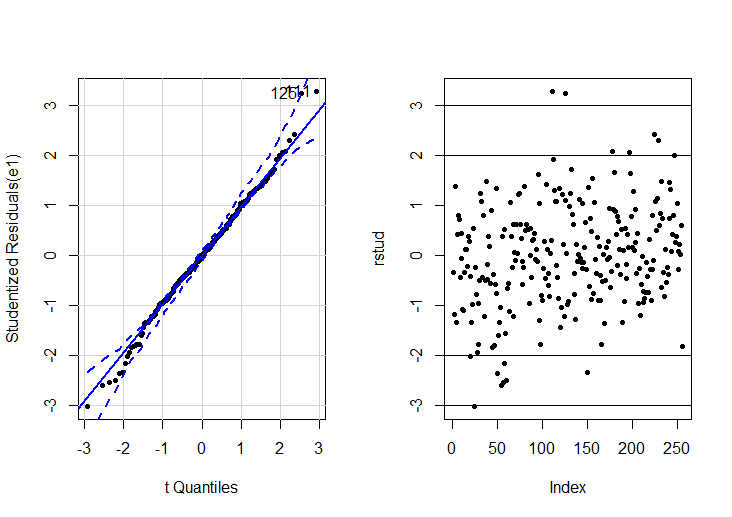 Studentized Residuals(e1)
3
2
1
0
-1
-2
-3
-3 -2 -1 0 1 2 3
t Quantiles
rstud
3
2
1
0
-1
-2
-3
0 50 100 150 200 250
Index